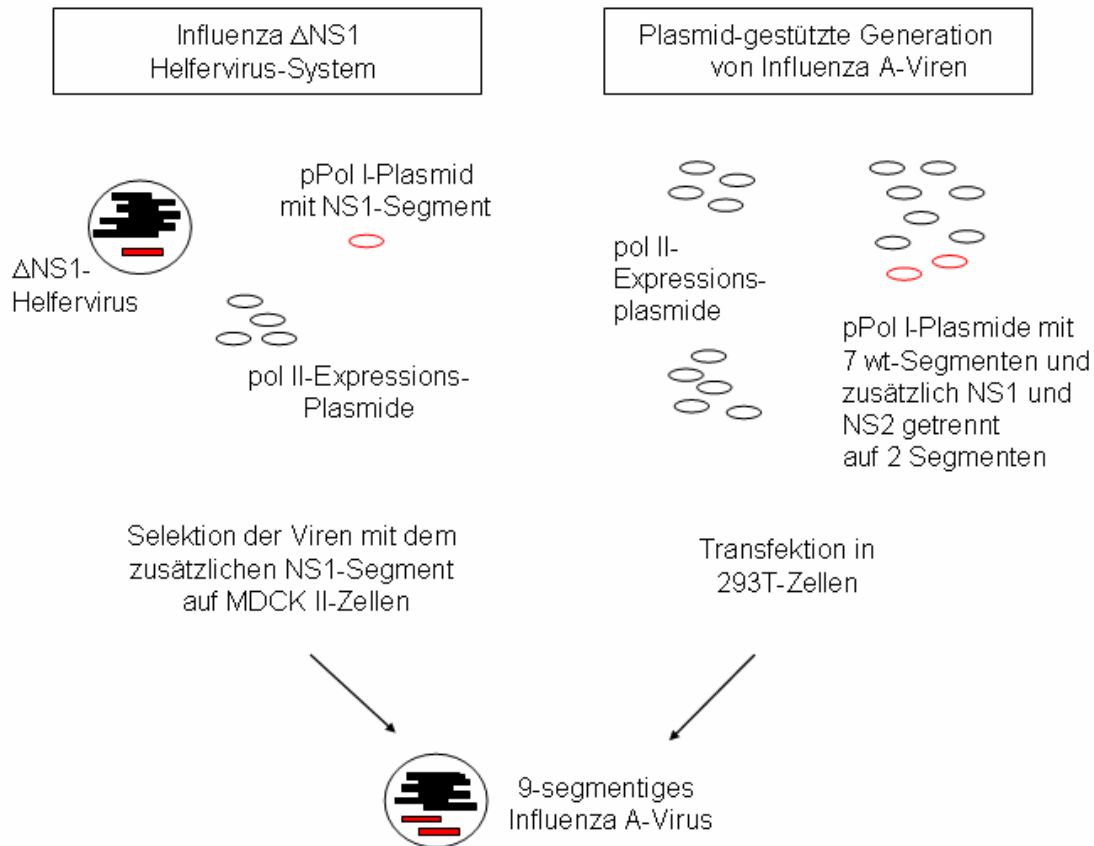 Influenza ΔNS1
Helfervirus-System
Plasmid-gestützte Generation
von Influenza A-Viren
pPol I-Plasmid
mit NS1-Segment
ΔNS1-
Helfervirus
pol II-Expressions-
Plasmide
pol II-
Expressions-
plasmide
pPol I-Plasmide mit
7 wt-Segmenten und
zusätzlich NS1 und
NS2 getrennt
auf 2 Segmenten
Selektion der Viren mit dem
zusätzlichen NS1-Segment
auf MDCK II-Zellen
Transfektion in
293T-Zellen
9-segmentiges
Influenza A-Virus